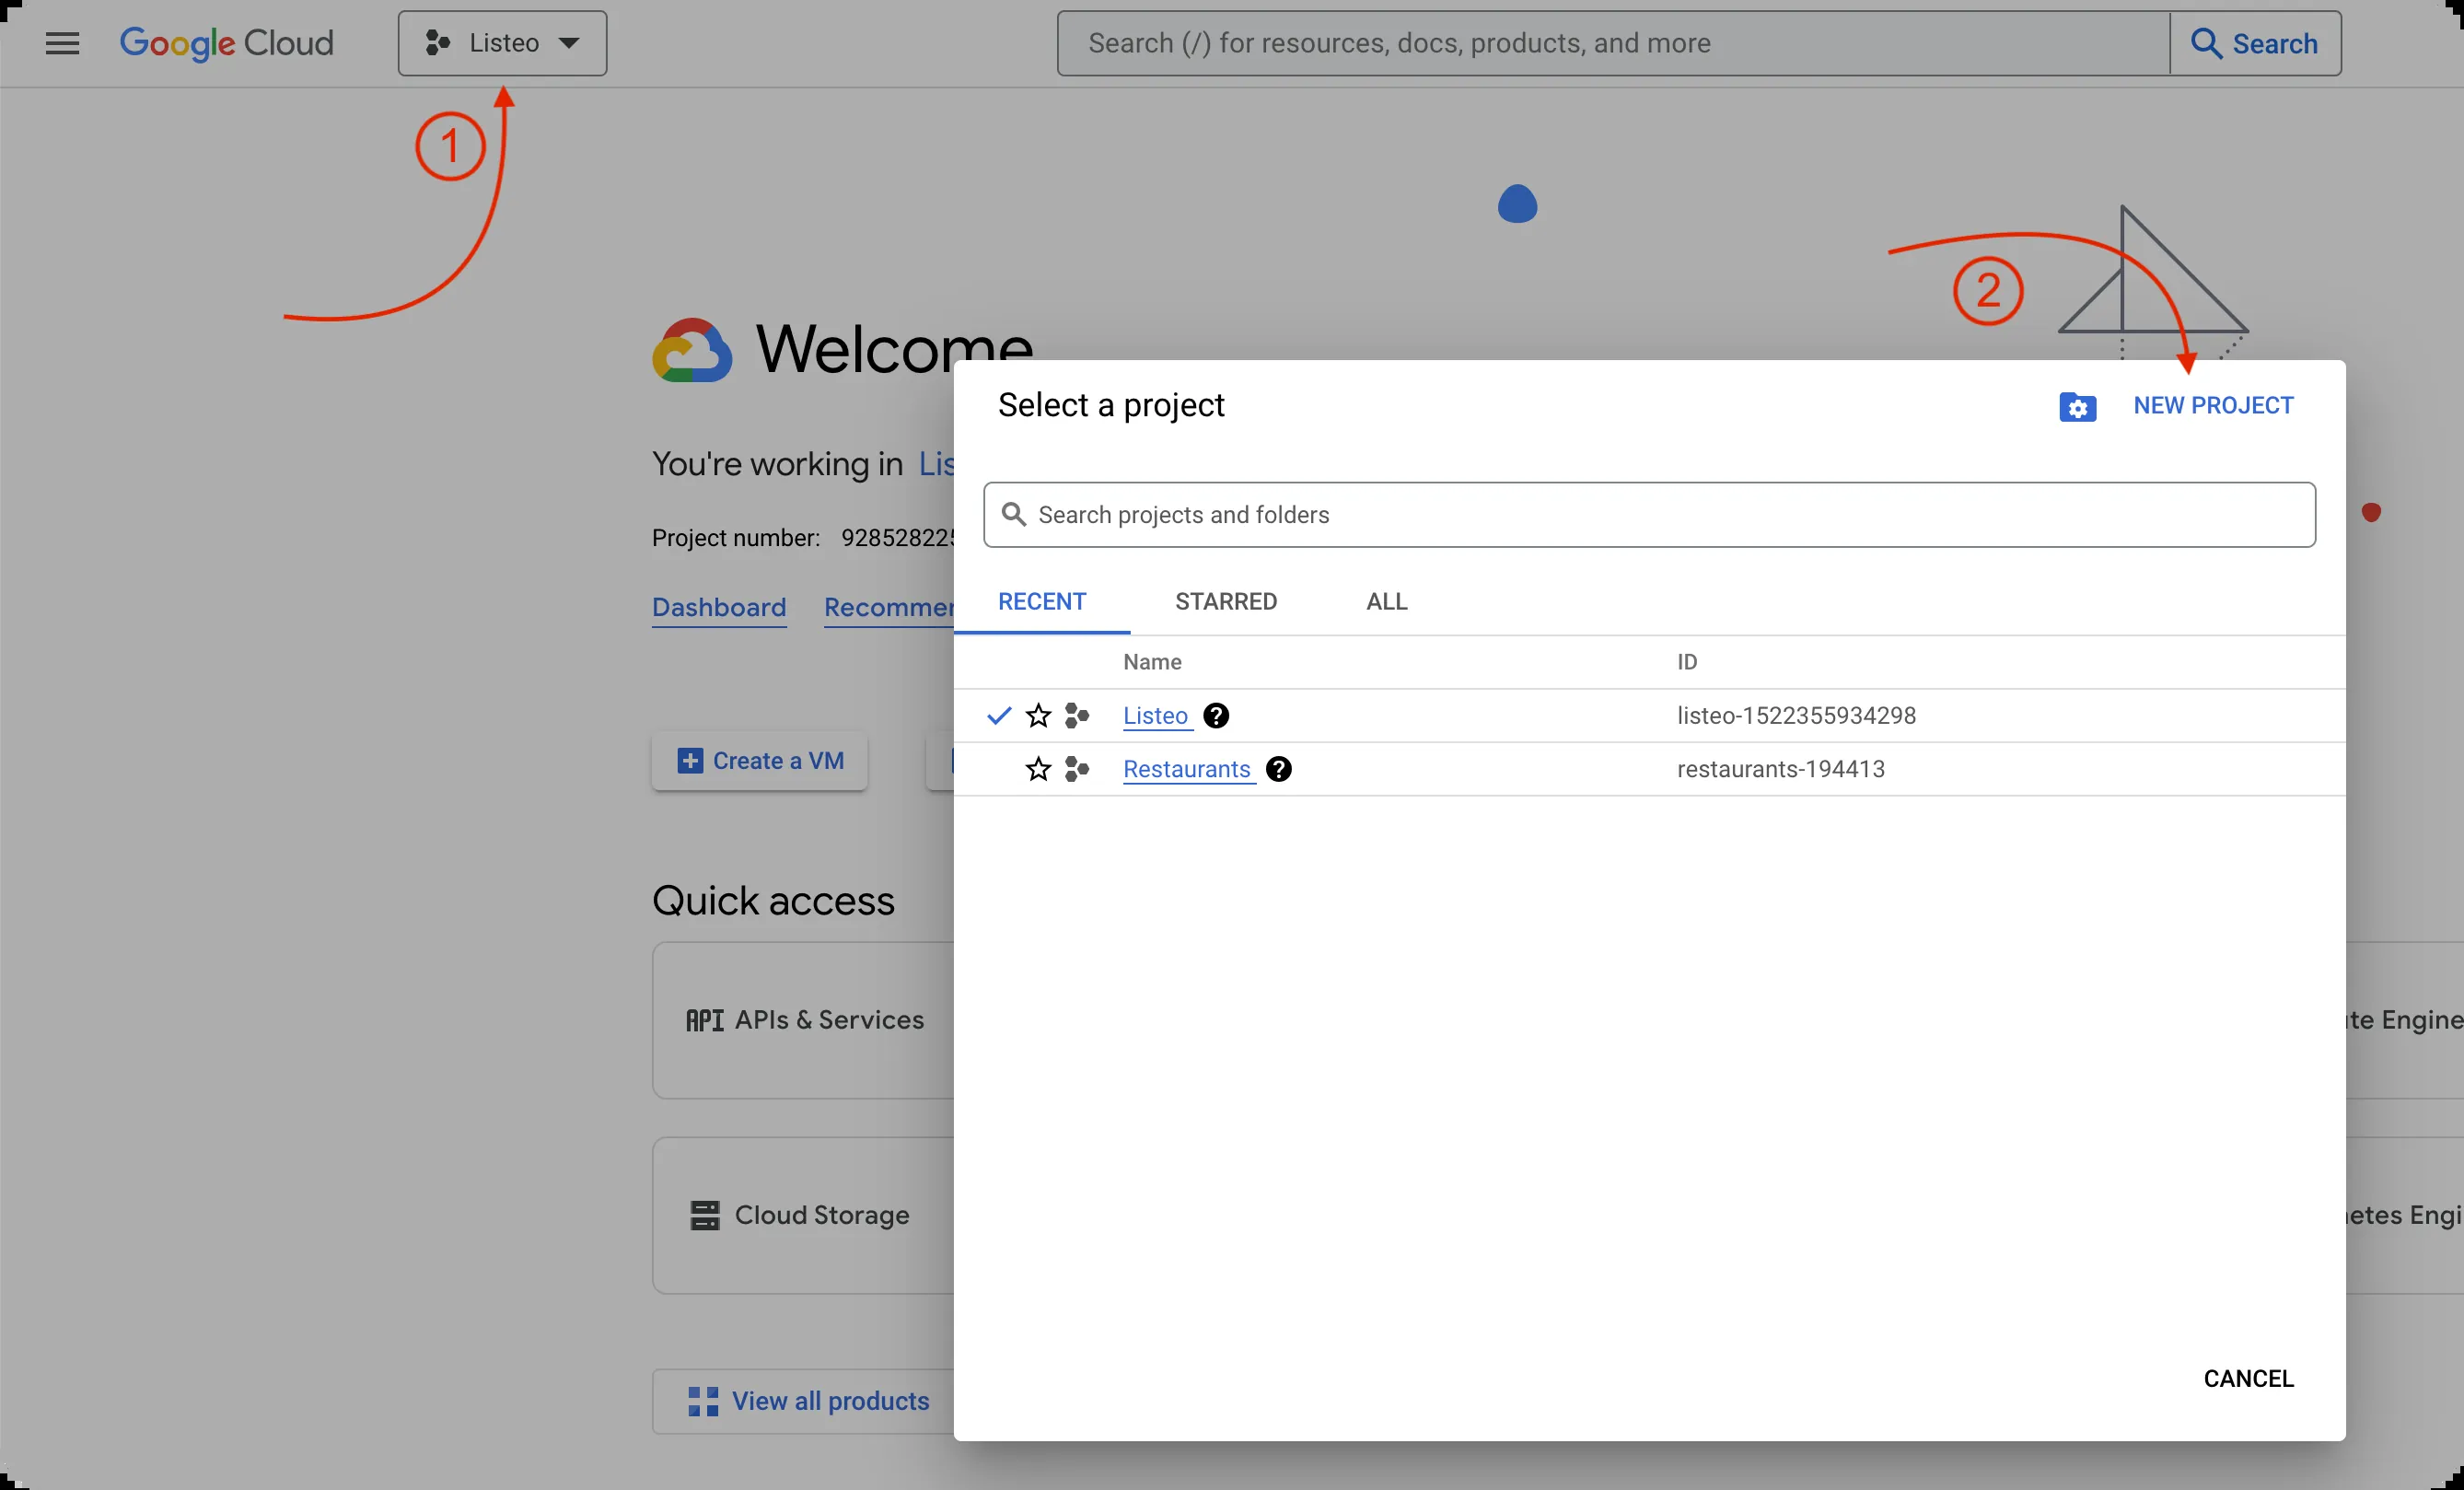 Google Cloud
Listeo
Search (/) for resources, docs, products, and more
Search
1
2
Welcome
You're working in Lis
Project number: 92852822
Dashboard
Recommer
Create a VM
Quick access
API APIs & Services
Cloud Storage
View all products
Select a project
NEW PROJECT
Search projects and folders
RECENT
STARRED
ALL
Name
ID
Listeo
listeo-1522355934298
Restaurants
restaurants-194413
CANCEL
te Engine
etes Engi